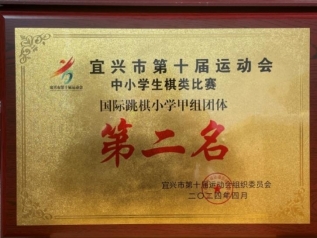 宜兴市第十届运动会
中小学生棋类比赛
国际跳棋小学甲组团体
第二名
宜兴市第十届运动会组织委员会
二〇二四年四月